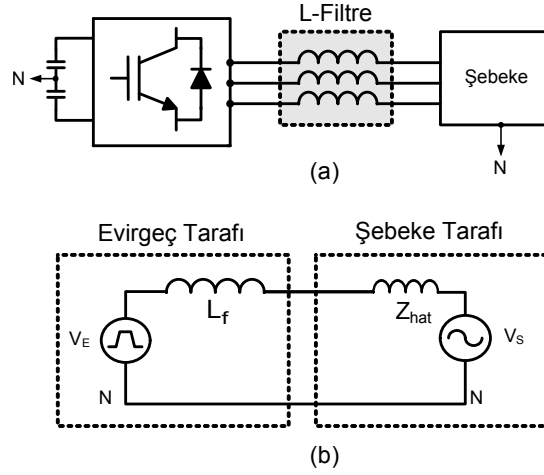 L-Filtre
N
Şebeke
N
(a)
Evirgeç Tarafı
Şebeke Tarafı
L_f
Z_hat
V_E
V_S
N
N
(b)